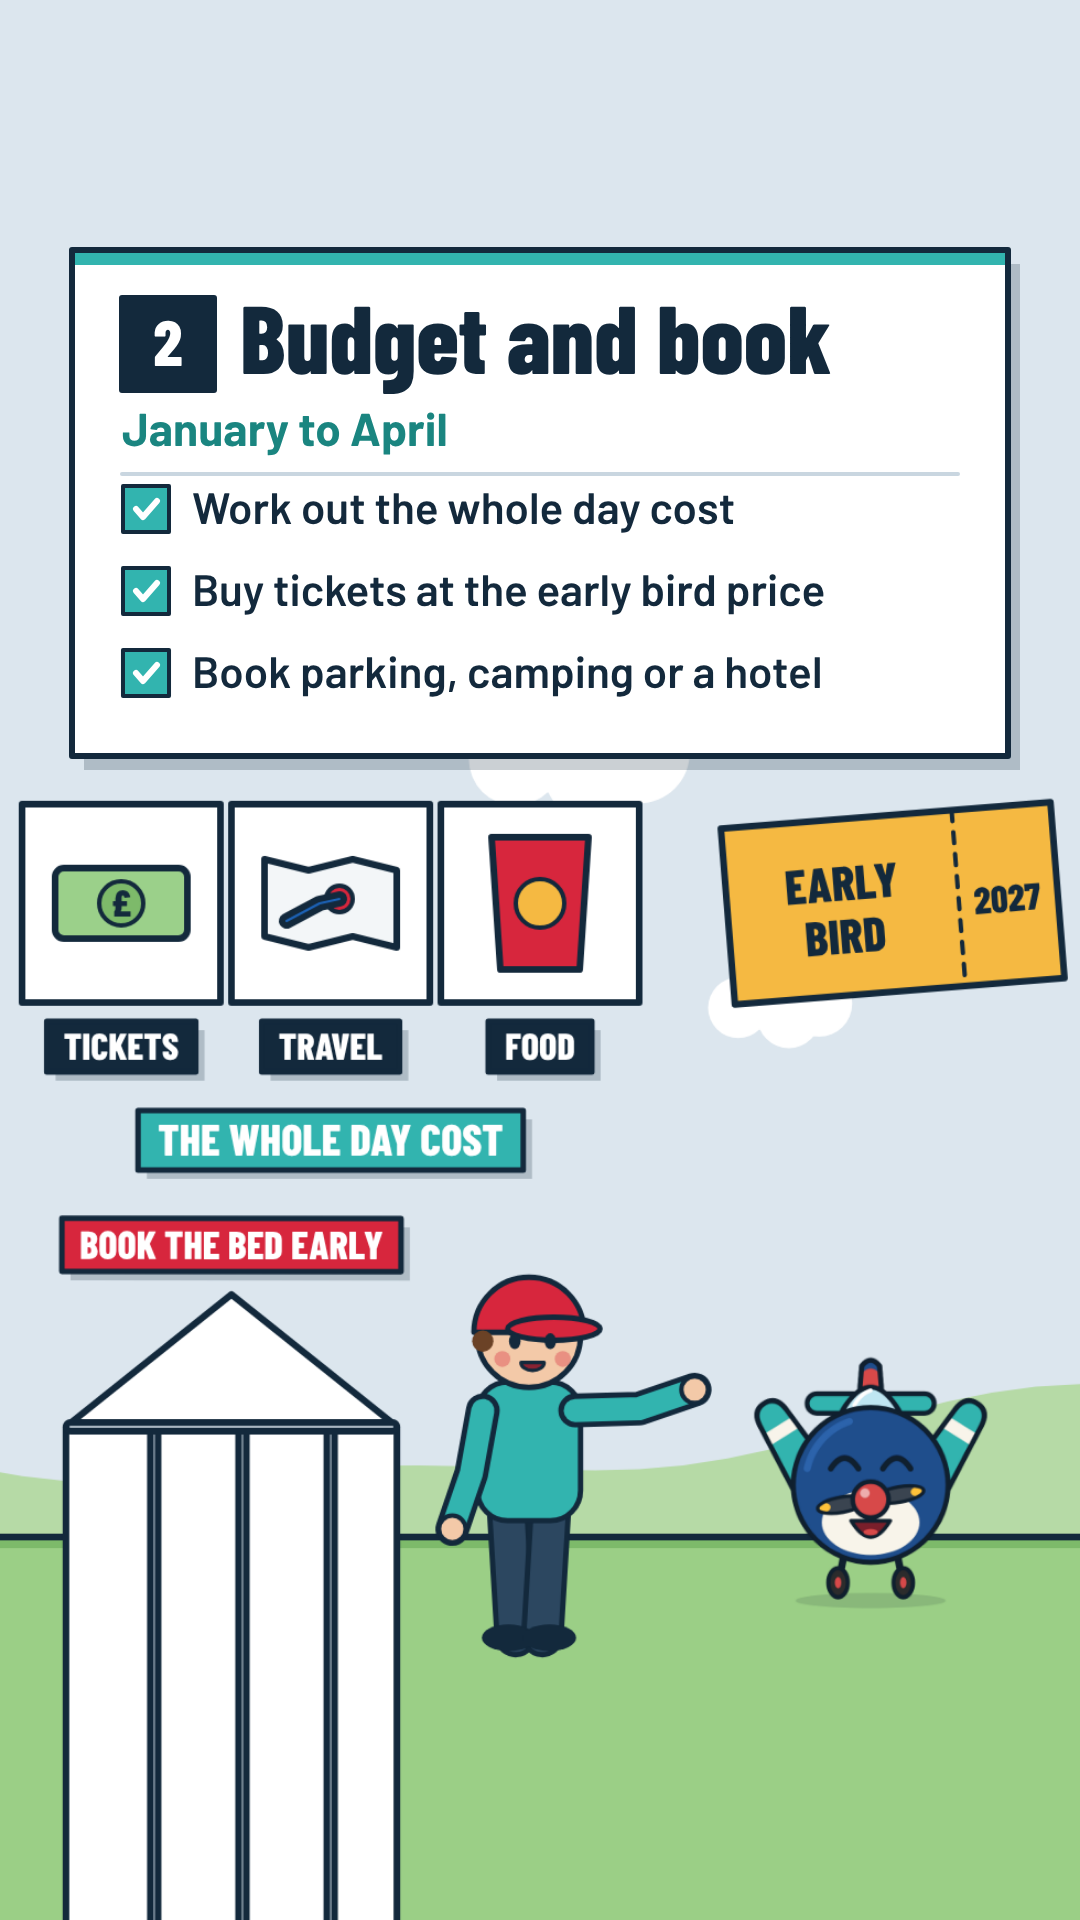 2 Budget and book
January to April
Work out the whole day cost
Buy tickets at the early bird price
Book parking, camping or a hotel
£
EARLY
BIRD
2027
TICKETS
TRAVEL
FOOD
THE WHOLE DAY COST
BOOK THE BED EARLY